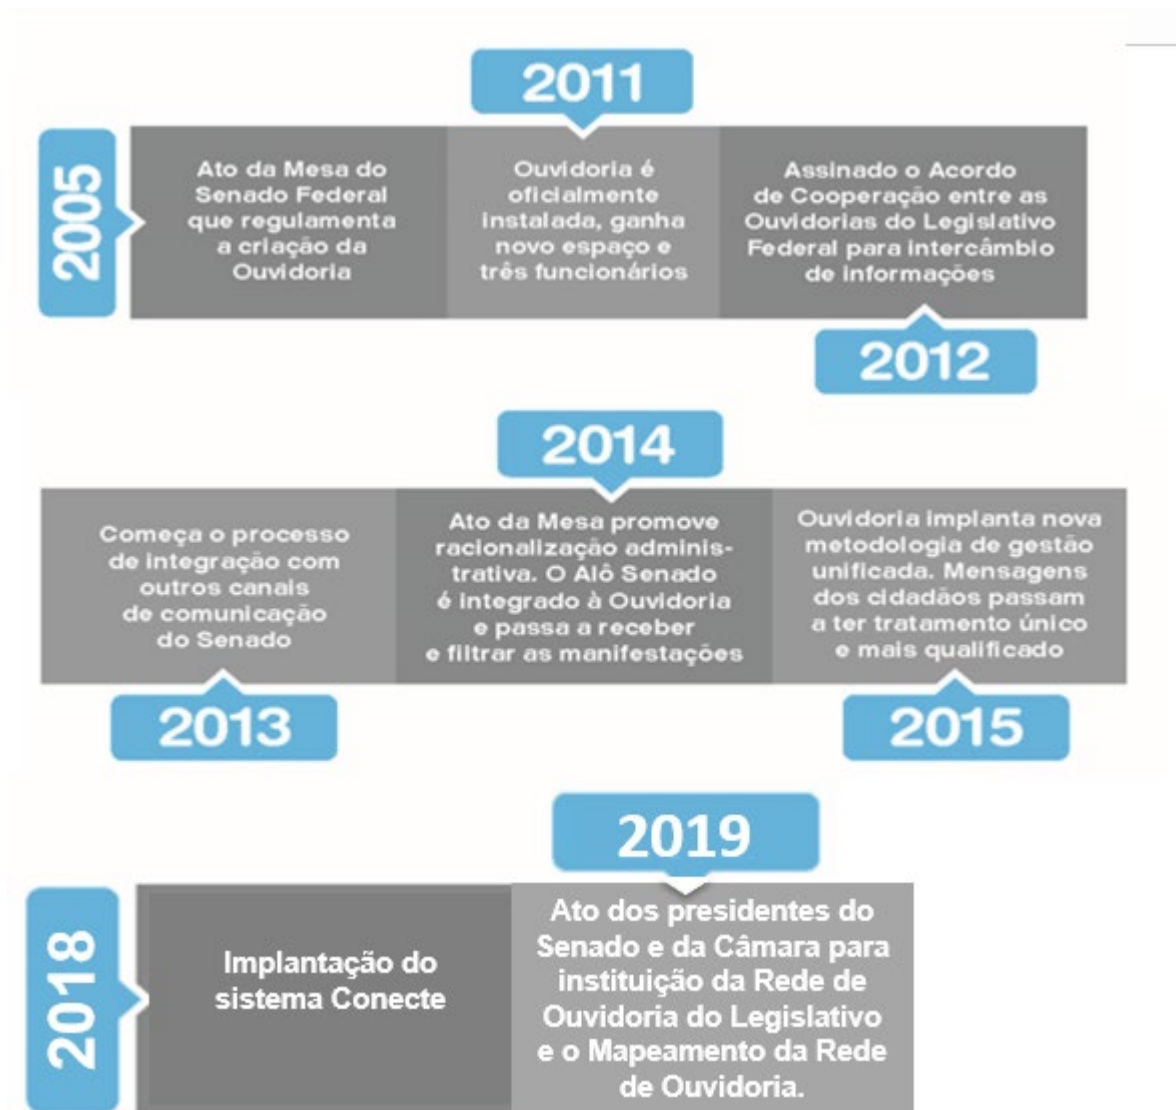 2005
Ato da Mesa do
Senado Federal
que regulamenta
a criação da
Ouvidoria
2011
Ouvidoria é
oficialmente
instalada, ganha
novo espaço e
três funcionários
Assinado o Acordo
de Cooperação entre as
Ouvidorias do Legislativo
Federal para intercâmbio
de informações
2012
Começa o processo
de integração com
outros canais
de comunicação
do Senado
2013
2014
Ato da Mesa promove
racionalização adminis-
trativa. O Alô Senado
é integrado à Ouvidoria
e passa a receber
e filtrar as manifestações
Ouvidoria implanta nova
metodologia de gestão
unificada. Mensagens
dos cidadãos passam
a ter tratamento único
e mais qualificado
2015
2018
Implantação do
sistema Conecte
2019
Ato dos presidentes do
Senado e da Câmara para
instituição da Rede de
Ouvidoria do Legislativo
e o Mapeamento da Rede
de Ouvidoria.